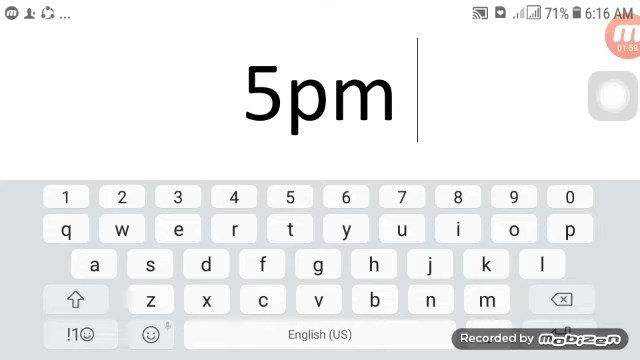 ... 71% 6:16 AM
01:59
5pm
1 2 3 4 5 6 7 8 9 0
q w e r t y u i o p
a s d f g h j k l
z x c v b n m
!1☺ English (US)
Recorded by mobizen